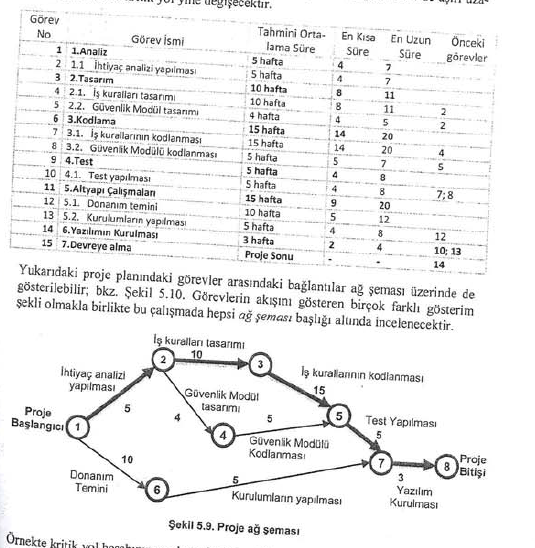 yol yine değişecektir.
Görev No Görev İsmi Tahmini Ortalama Süre En Kısa Süre En Uzun Süre Önceki görevler
1 1.Analiz 5 hafta 4 7
2 1.1 İhtiyaç analizi yapılması 5 hafta 4 7
3 2.Tasarım 10 hafta 8 11
4 2.1. İş kuralları tasarımı 10 hafta 8 11 2
5 2.2. Güvenlik Modül tasarımı 4 hafta 4 5 2
6 3.Kodlama 15 hafta 14 20
7 3.1. İş kurallarının kodlanması 15 hafta 14 20 4
8 3.2. Güvenlik Modülü kodlanması 5 hafta 5 7 5
9 4.Test 5 hafta 4 8
10 4.1. Test yapılması 5 hafta 4 8 7;8
11 5.Altyapı Çalışmaları 15 hafta 9 20
12 5.1. Donanım temini 10 hafta 5 12
13 5.2. Kurulumların yapılması 5 hafta 4 8 12
14 6.Yazılımın Kurulması 3 hafta 2 4 10; 13
15 7.Devreye alma Proje Sonu - - 14
Yukarıdaki proje planındaki görevler arasındaki bağlantılar ağ şeması üzerinde de
gösterilebilir; bkz. Şekil 5.10. Görevlerin akışını gösteren birçok farklı gösterim
şekli olmakla birlikte bu çalışmada hepsi ağ şeması başlığı altında incelenecektir.
İş kuralları tasarımı
10
2
3
İş kurallarının kodlanması
15
İhtiyaç analizi
yapılması
5
Güvenlik Modül
tasarımı
4
4
5
Güvenlik Modülü
Kodlanması
5
Test Yapılması
5
Proje
Başlangıcı
1
10
Donanım
Temini
6
5
Kurulumların yapılması
7
3
Yazılım
Kurulması
8
Proje
Bitişi
Şekil 5.9. Proje ağ şeması
Örnekte kritik yol